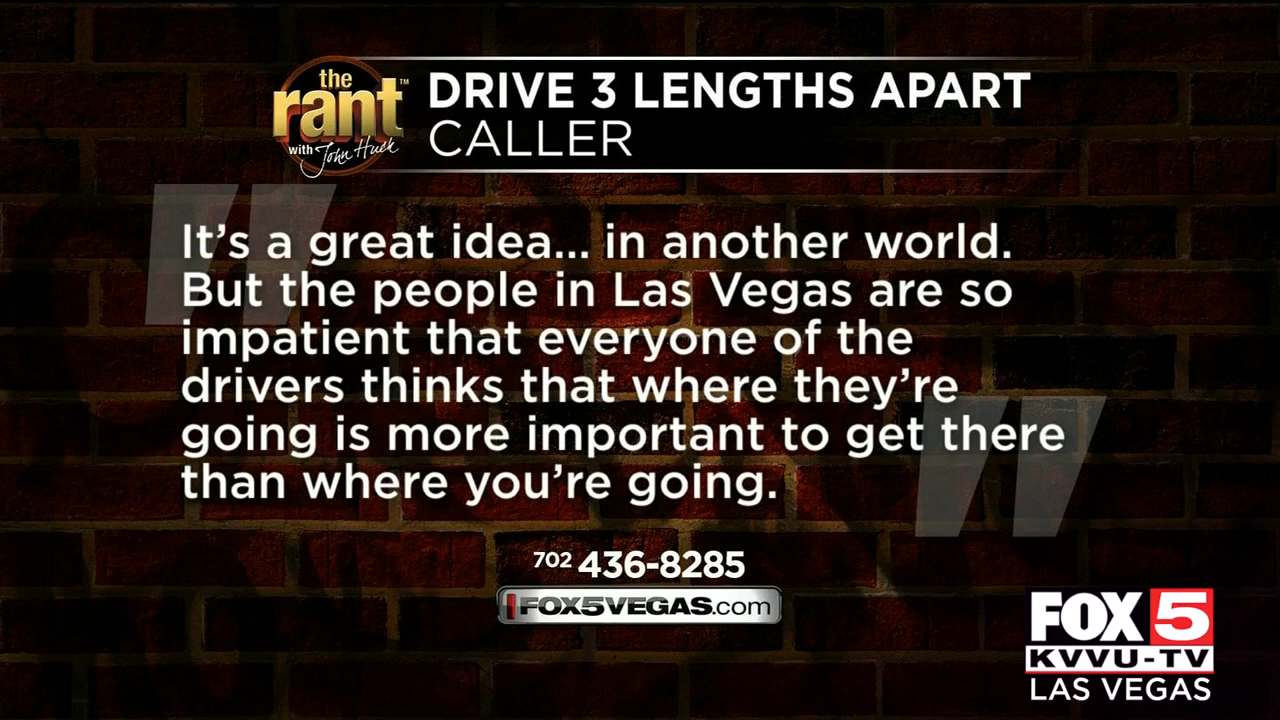 the
rant™
with John Huck
DRIVE 3 LENGTHS APART
CALLER
It's a great idea... in another world.
But the people in Las Vegas are so
impatient that everyone of the
drivers thinks that where they're
going is more important to get there
than where you're going.
702 436-8285
FOX5VEGAS.com
FOX 5
KVVU-TV
LAS VEGAS